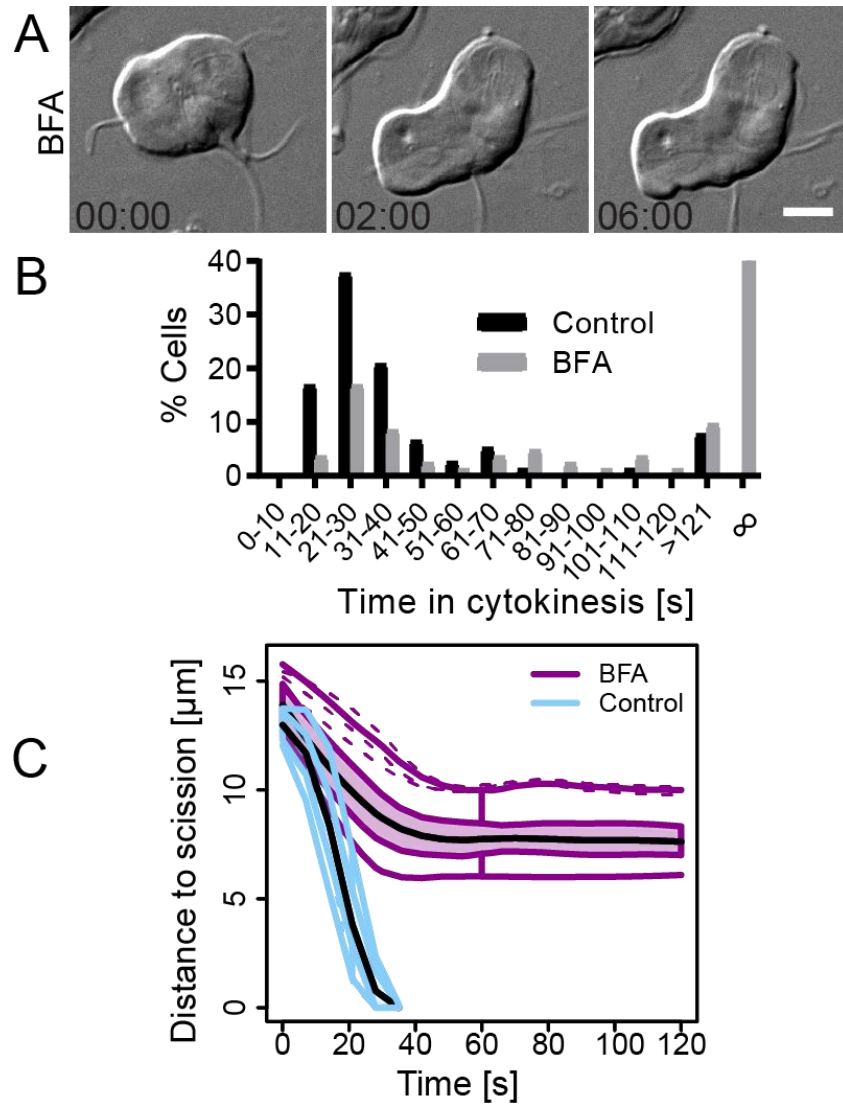 A
BFA
00:00
02:00
06:00
B
% Cells
40
30
20
10
0
Control
BFA
0-10
11-20
21-30
31-40
41-50
51-60
61-70
71-80
81-90
91-100
101-110
111-120
>121
∞
Time in cytokinesis [s]
C
Distance to scission [µm]
15
10
5
0
BFA
Control
0
20
40
60
80
100
120
Time [s]